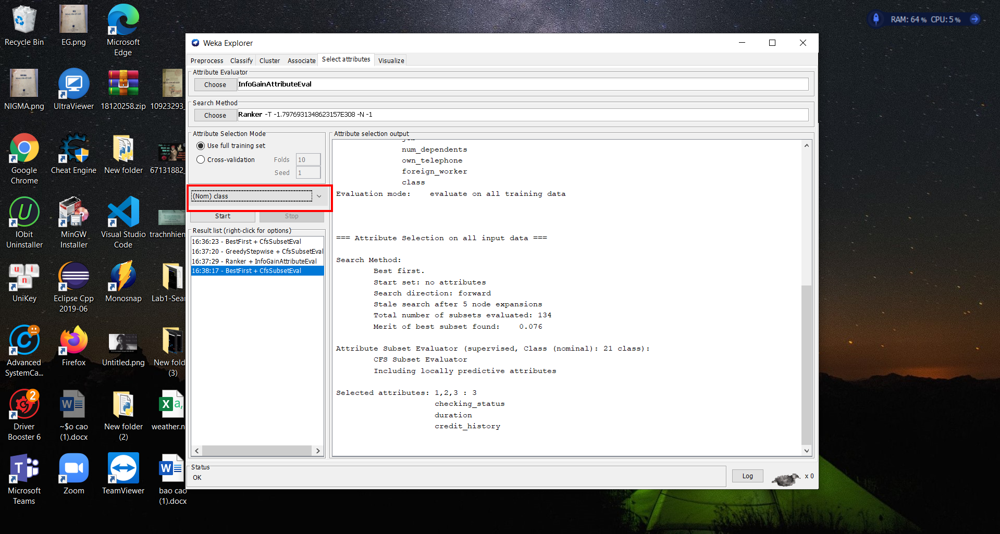 Recycle Bin
EG.png
Microsoft
Edge
NIGMA.png
UltraViewer
18120258.zip
10923293_
Google
Chrome
Cheat Engine
New folder
67131882_
IObit
Uninstaller
MinGW
Installer
Visual Studio
Code
trachnhien
UniKey
Eclipse Cpp
2019-06
Monosnap
Lab1-Sear
Advanced
SystemCa...
Firefox
Untitled.png
New fold
(3)
Driver
Booster 6
2
~$o cao
(1).docx
New folder
(2)
weather.n
Microsoft
Teams
Zoom
TeamViewer
bao cao
(1).docx
RAM: 64 % CPU: 5 %
Weka Explorer
Preprocess
Classify
Cluster
Associate
Select attributes
Visualize
Attribute Evaluator
Choose
InfoGainAttributeEval
Search Method
Choose
Ranker -T -1.7976931348623157E308 -N -1
Attribute Selection Mode
Use full training set
Cross-validation
Folds
10
Seed
1
(Nom) class
Start
Stop
Result list (right-click for options)
16:36:23 - BestFirst + CfsSubsetEval
16:37:20 - GreedyStepwise + CfsSubsetEval
16:37:29 - Ranker + InfoGainAttributeEval
16:38:17 - BestFirst + CfsSubsetEval
Attribute selection output
num_dependents
own_telephone
foreign_worker
class
Evaluation mode: evaluate on all training data
=== Attribute Selection on all input data ===
Search Method:
Best first.
Start set: no attributes
Search direction: forward
Stale search after 5 node expansions
Total number of subsets evaluated: 134
Merit of best subset found: 0.076
Attribute Subset Evaluator (supervised, Class (nominal): 21 class):
CFS Subset Evaluator
Including locally predictive attributes
Selected attributes: 1,2,3 : 3
checking_status
duration
credit_history
Status
OK
Log
x 0